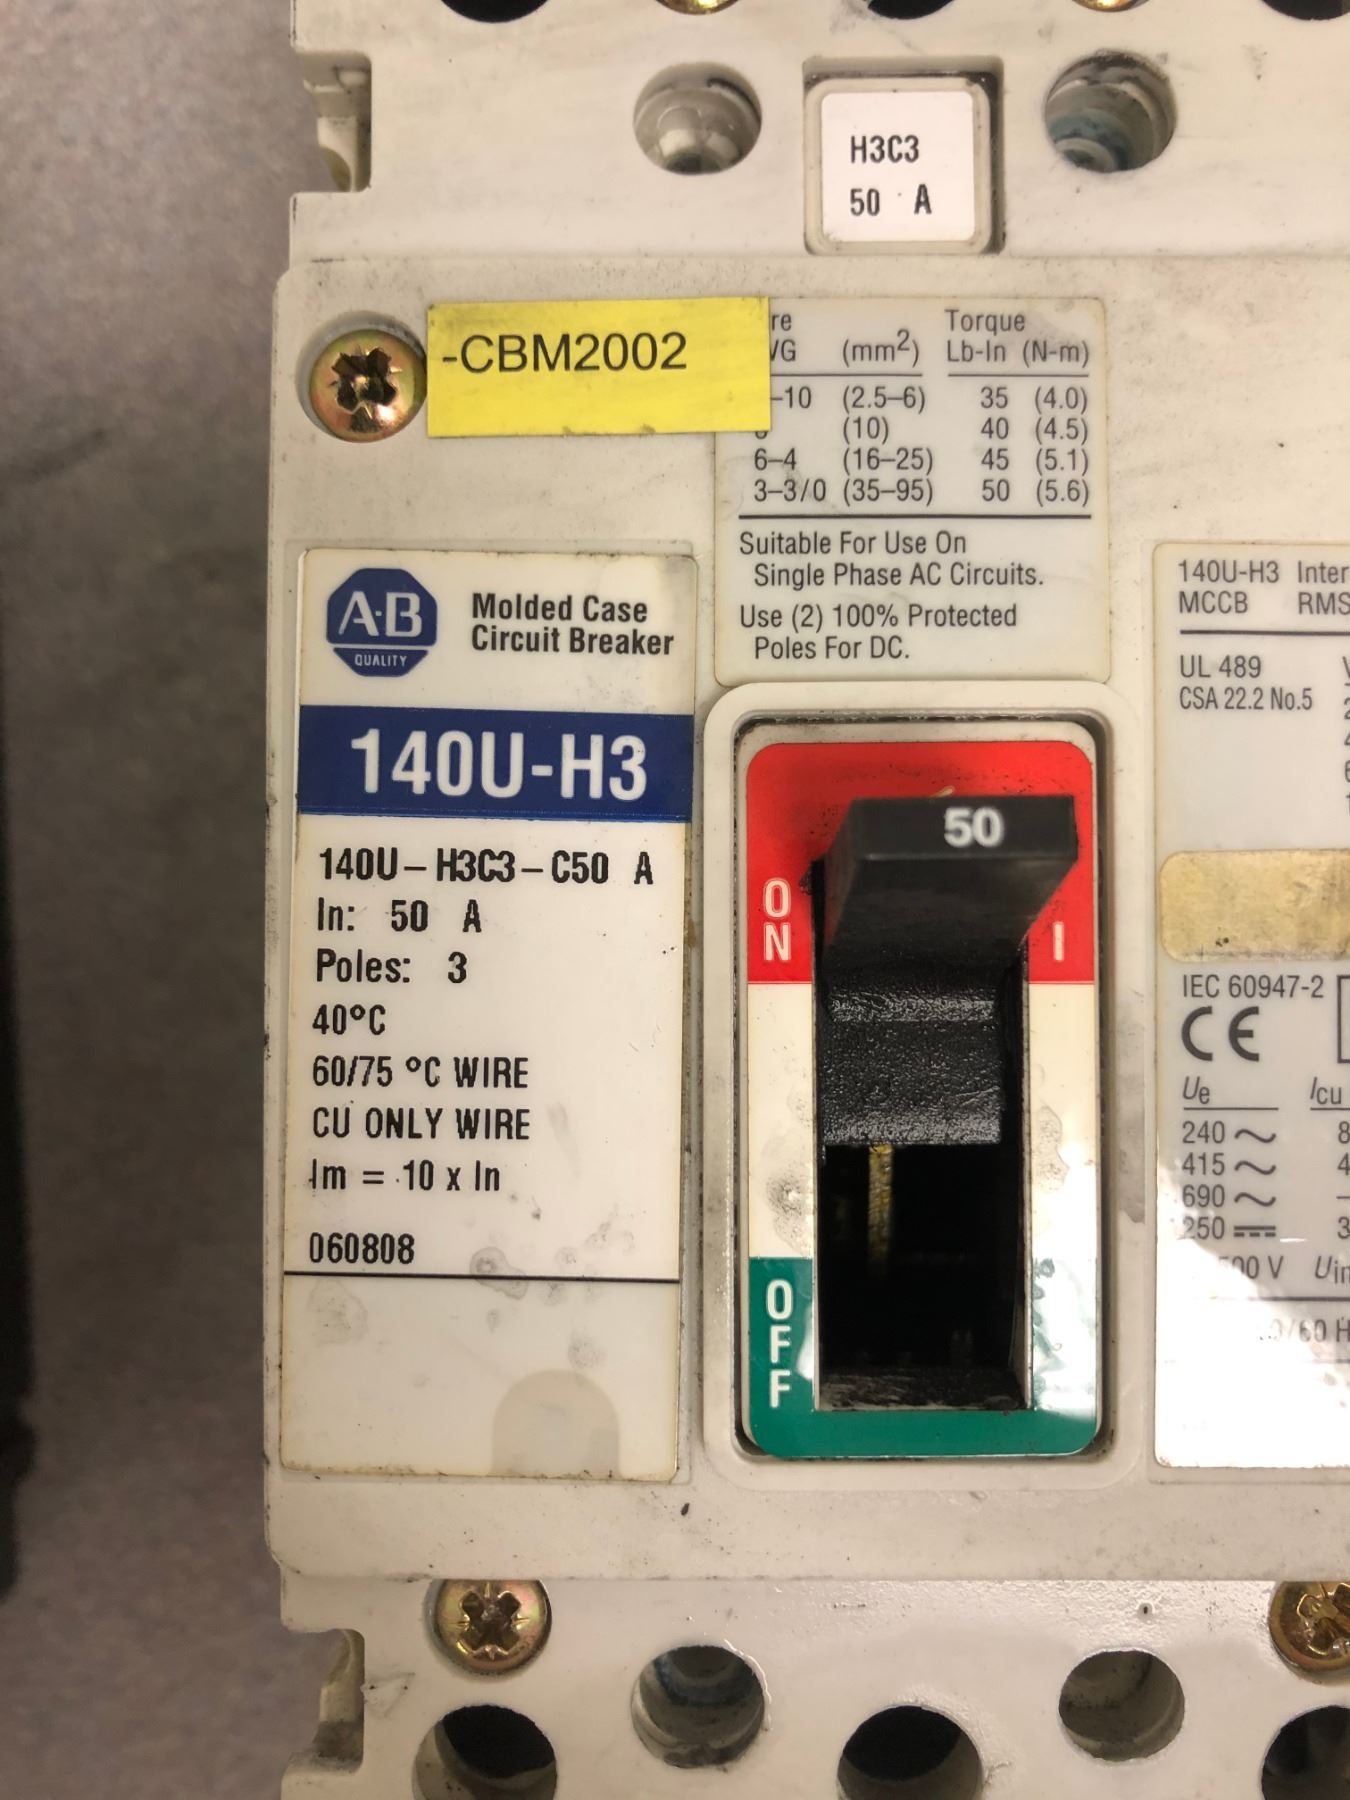 H3C3
50 A
-CBM2002
Torque
(mm2) Lb-In (N-m)
–10 (2.5–6) 35 (4.0)
(10) 40 (4.5)
6–4 (16–25) 45 (5.1)
3–3/0 (35–95) 50 (5.6)
Suitable For Use On
Single Phase AC Circuits.
Use (2) 100% Protected
Poles For DC.
A·B
QUALITY
Molded Case
Circuit Breaker
140U-H3
140U-H3C3-C50 A
In: 50 A
Poles: 3
40°C
60/75 °C WIRE
CU ONLY WIRE
Im = 10 x In
060808
50
ON
I
OFF
140U-H3
MCCB RMS
UL 489
CSA 22.2 No.5
IEC 60947-2
CE
Ue Icu
240 ~
415 ~
690 ~
250 ⎓